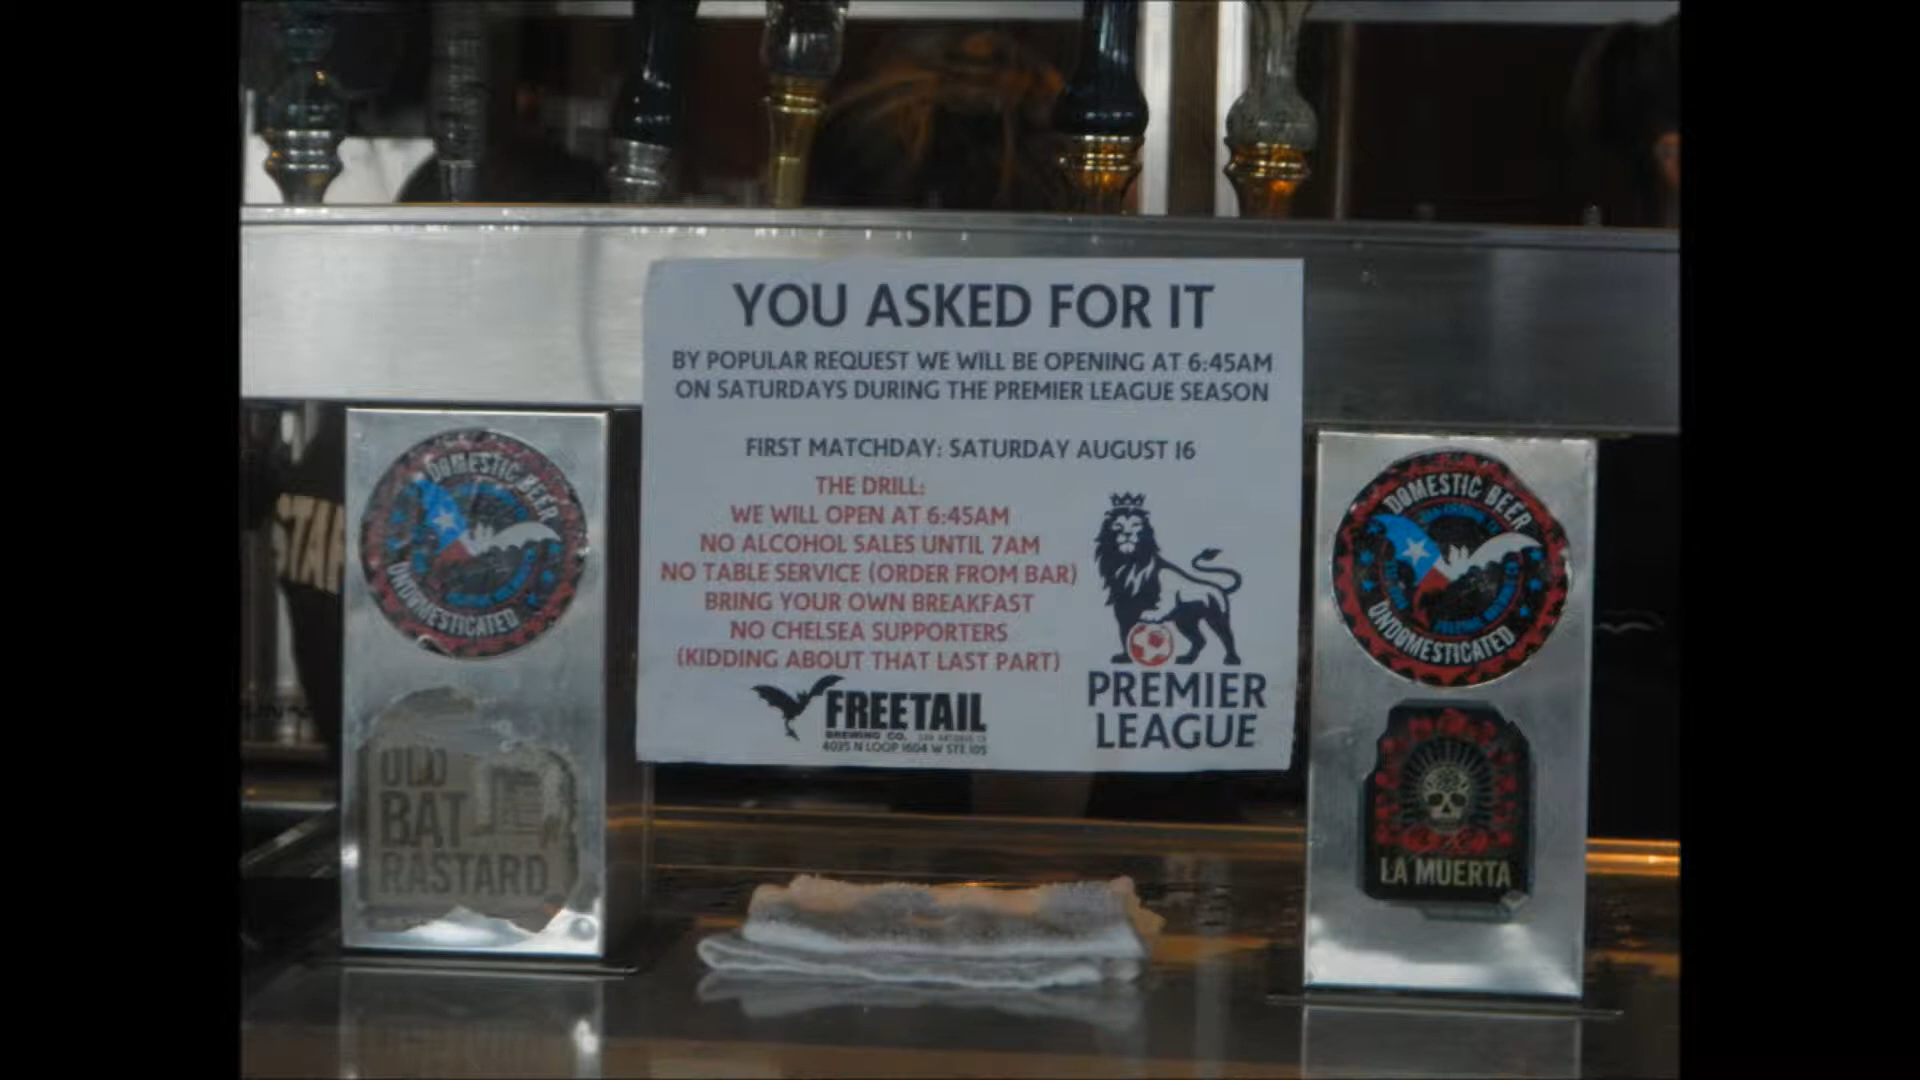 YOU ASKED FOR IT
BY POPULAR REQUEST WE WILL BE OPENING AT 6:45AM
ON SATURDAYS DURING THE PREMIER LEAGUE SEASON
FIRST MATCHDAY: SATURDAY AUGUST 16
THE DRILL:
WE WILL OPEN AT 6:45AM
NO ALCOHOL SALES UNTIL 7AM
NO TABLE SERVICE (ORDER FROM BAR)
BRING YOUR OWN BREAKFAST
NO CHELSEA SUPPORTERS
(KIDDING ABOUT THAT LAST PART)
FREETAIL
BREWING CO. SAN ANTONIO, TX
4035 N LOOP 1604 W STE 105
PREMIER
LEAGUE
DOMESTIC BEER
UNDOMESTICATED
OLD
BAT
RASTARD
DOMESTIC BEER
UNDOMESTICATED
LA MUERTA